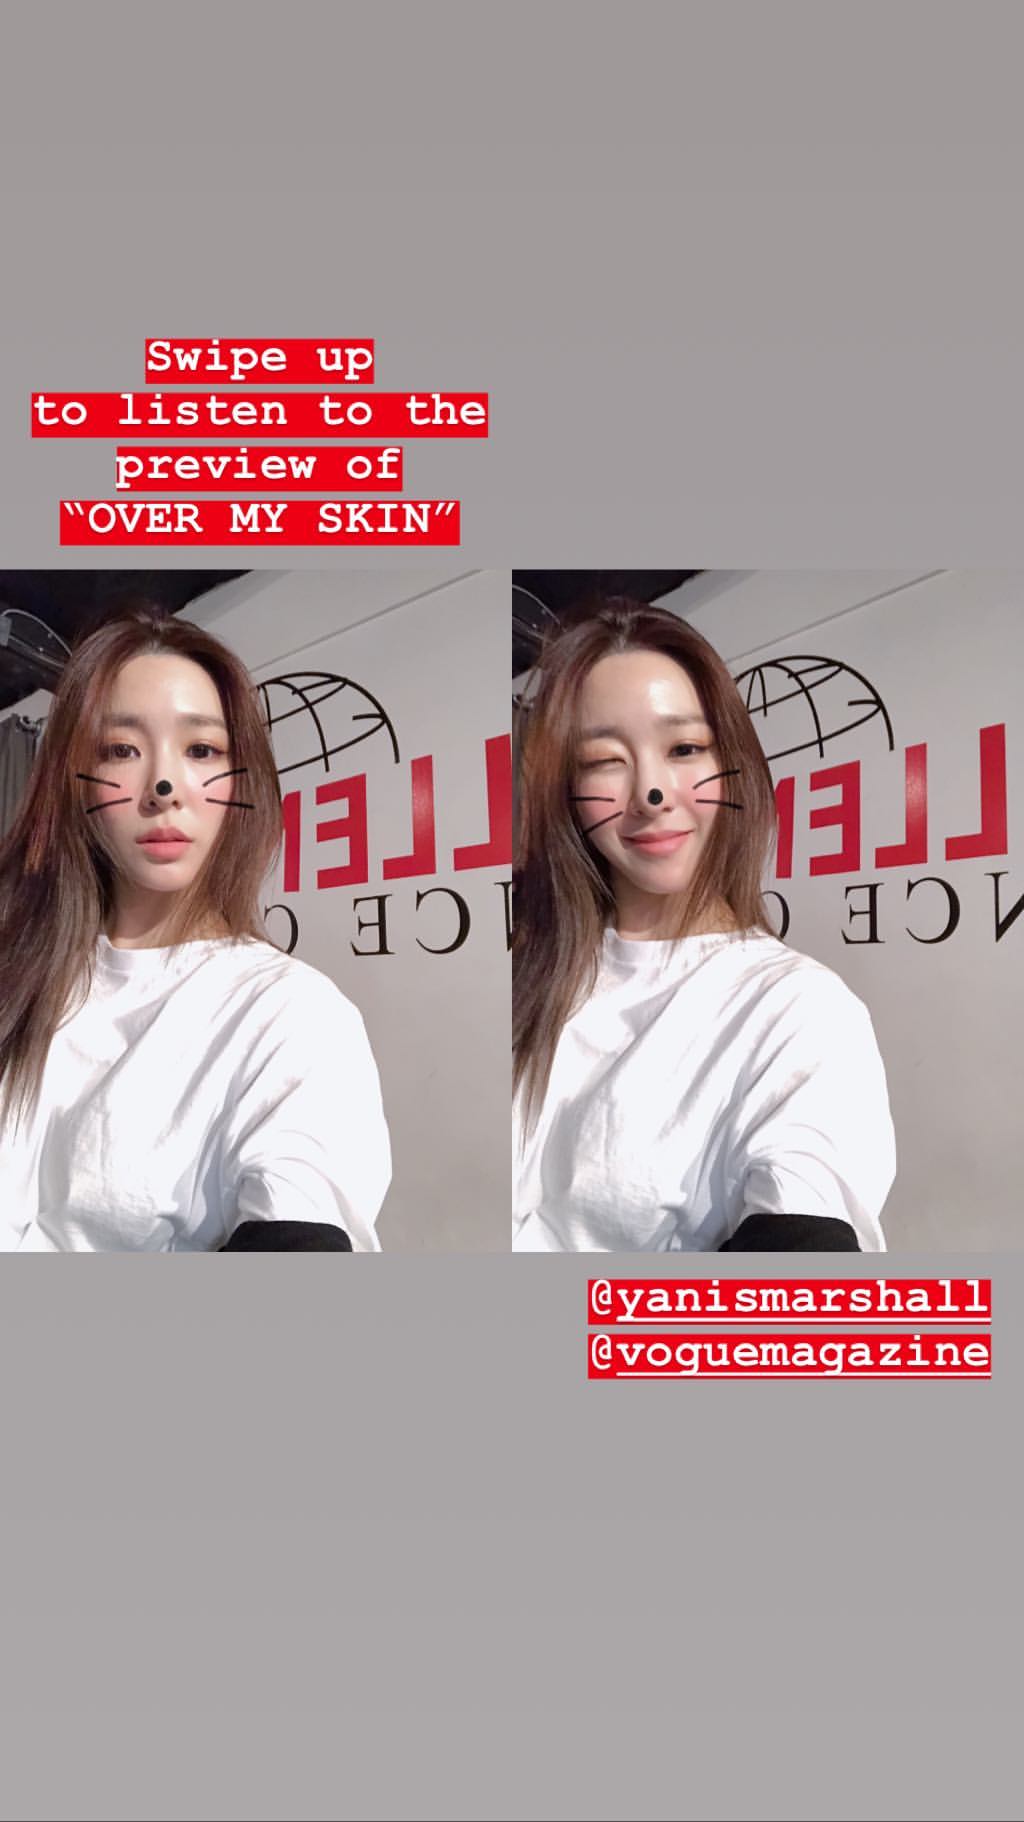 Swipe up
to listen to the
preview of
“OVER MY SKIN”
LLE
NCE C
LLE
NCE
@yanismarshall
@voguemagazine